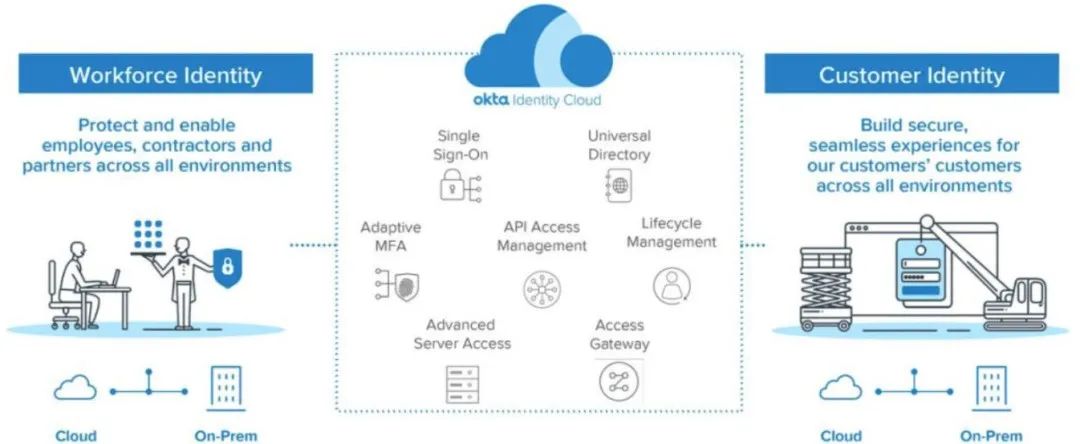 Workforce Identity
Protect and enable
employees, contractors and
partners across all environments
Cloud
On-Prem
okta Identity Cloud
Single
Sign-On
Universal
Directory
Adaptive
MFA
API Access
Management
Lifecycle
Management
Advanced
Server Access
Access
Gateway
Customer Identity
Build secure,
seamless experiences for
our customers' customers
across all environments
Cloud
On-Prem